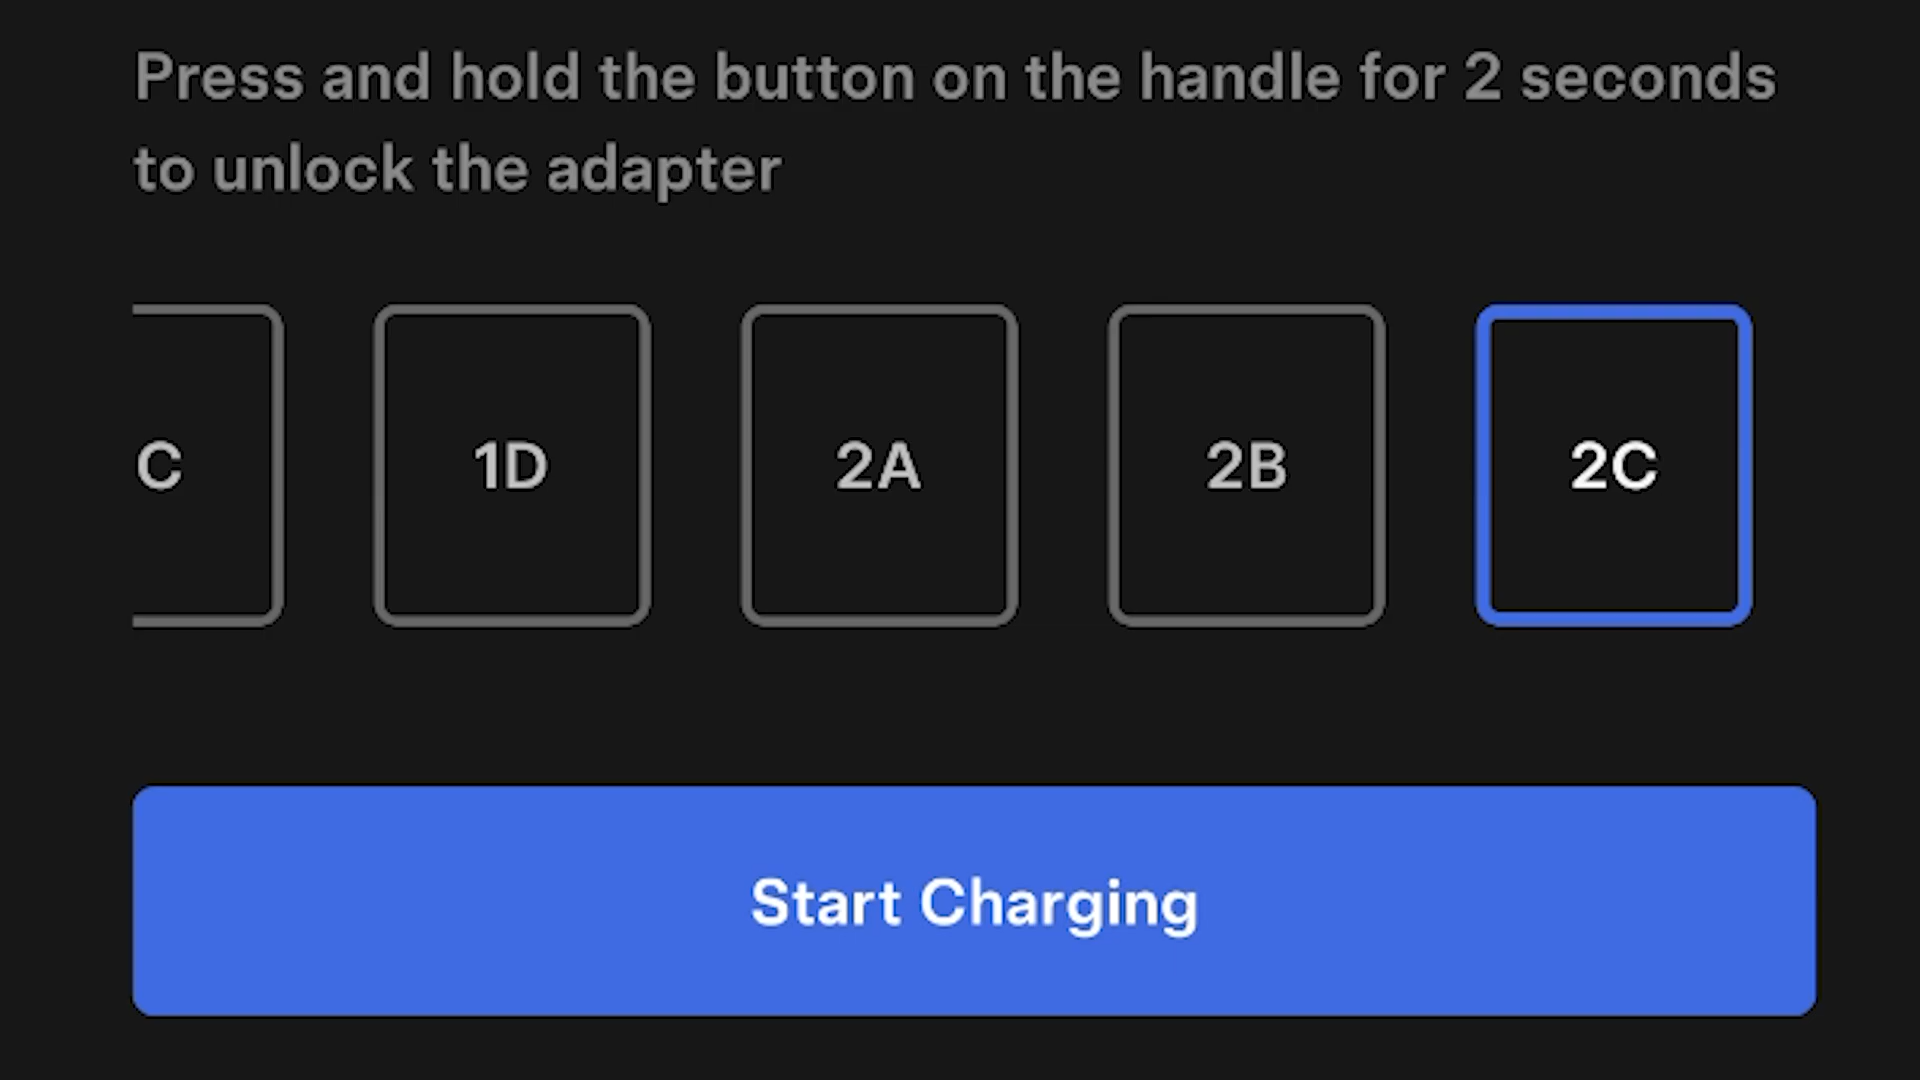 Press and hold the button on the handle for 2 seconds
to unlock the adapter
C 1D 2A 2B 2C
Start Charging